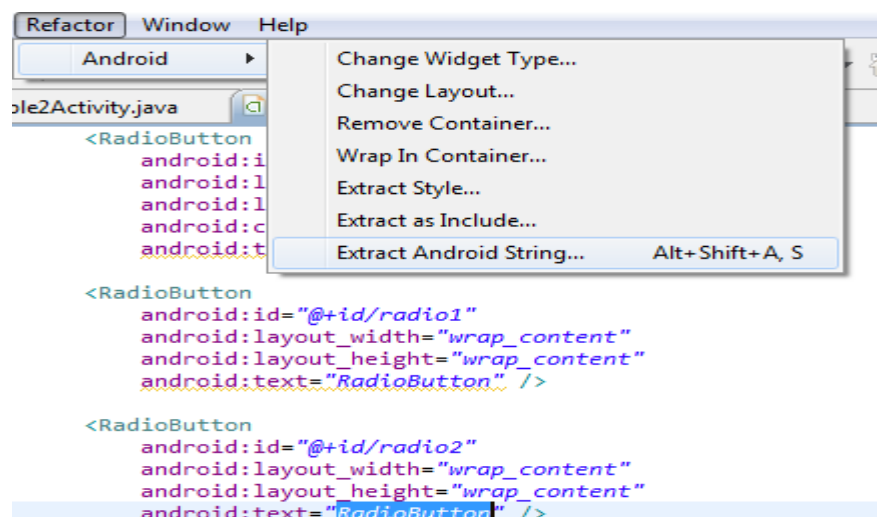 Refactor Window Help
Android
Change Widget Type...
Change Layout...
Remove Container...
Wrap In Container...
Extract Style...
Extract as Include...
Extract Android String... Alt+Shift+A, S
ple2Activity.java
<RadioButton
android:i
android:l
android:l
android:c
android:t
<RadioButton
android:id="@+id/radio1"
android:layout_width="wrap_content"
android:layout_height="wrap_content"
android:text="RadioButton" />
<RadioButton
android:id="@+id/radio2"
android:layout_width="wrap_content"
android:layout_height="wrap_content"
android:text="RadioButton" />